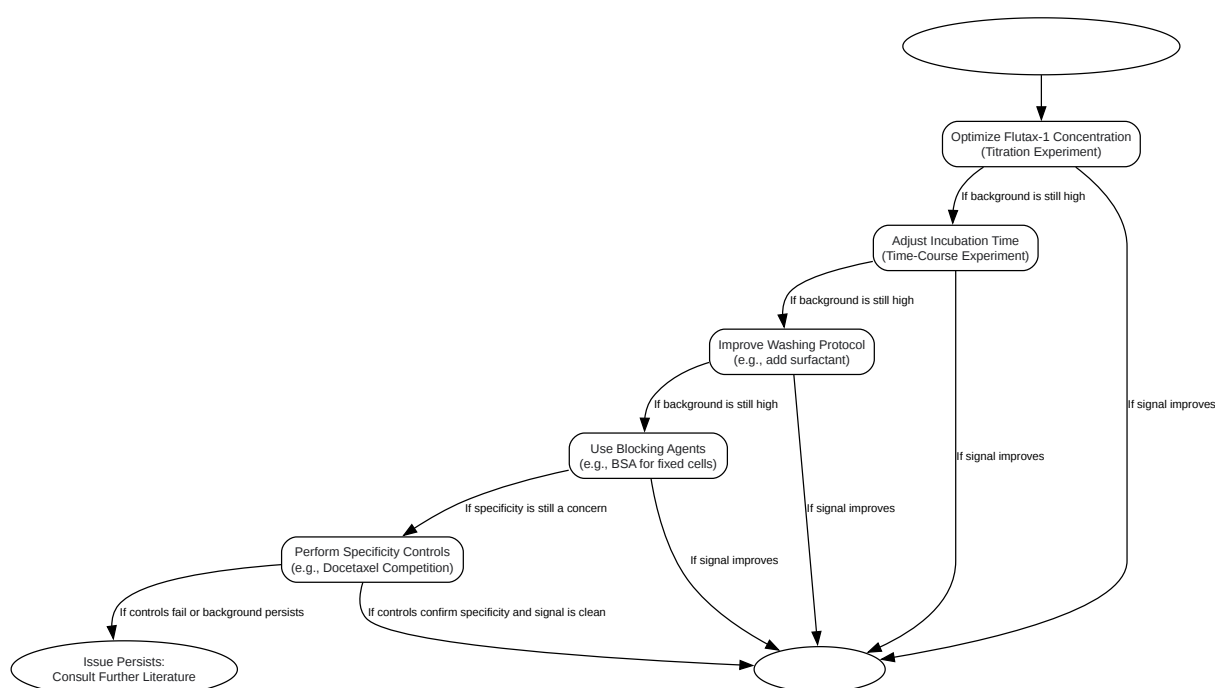 Optimize Flutax-1 Concentration
(Titration Experiment)
If background is still high
Adjust Incubation Time
(Time-Course Experiment)
If background is still high
Improve Washing Protocol
(e.g., add surfactant)
If background is still high
If signal improves
Use Blocking Agents
(e.g., BSA for fixed cells)
If signal improves
If specificity is still a concern
If signal improves
Perform Specificity Controls
(e.g., Docetaxel Competition)
If signal improves
If controls fail or background persists
If controls confirm specificity and signal is clean
Issue Persists:
Consult Further Literature